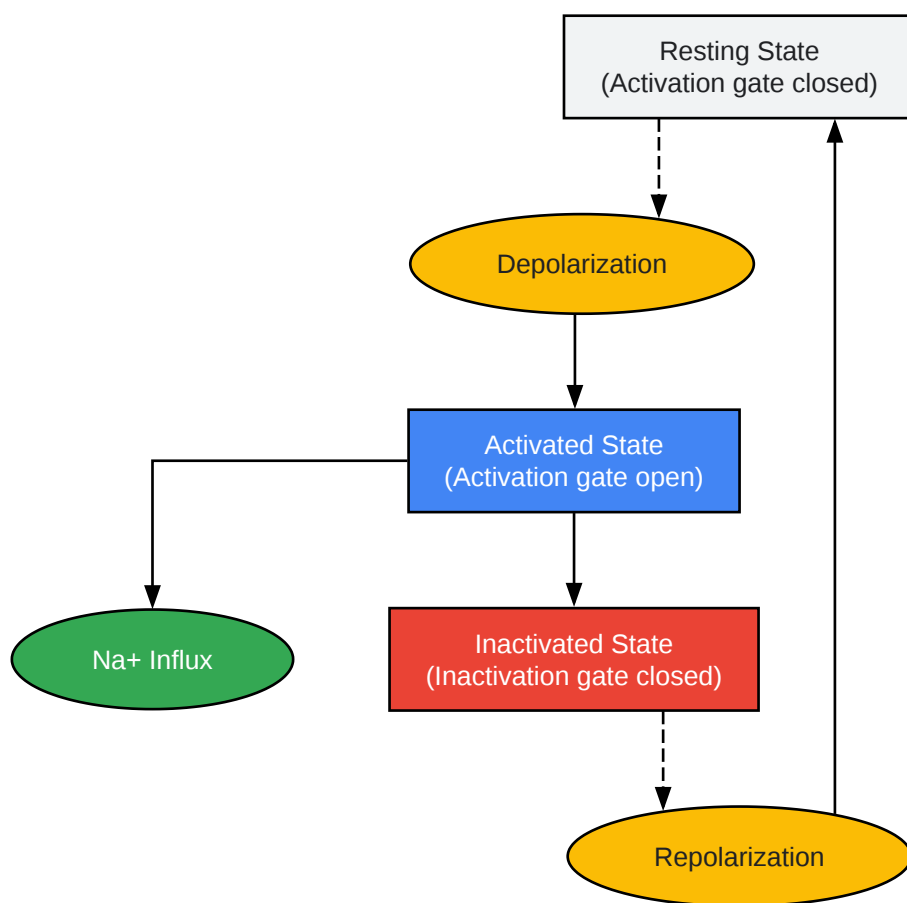 Resting State
(Activation gate closed)
Depolarization
Activated State
(Activation gate open)
Na+ Influx
Inactivated State
(Inactivation gate closed)
Repolarization